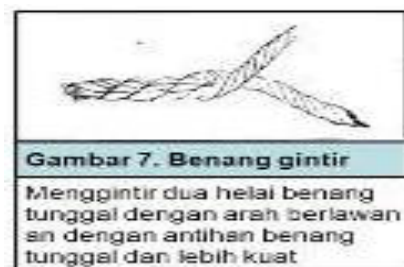 Gambar 7. Benang gintir
Menggintir dua helai benang
tunggal dengan arah berlawan
an dengan antihan benang
tunggal dan lebih kuat